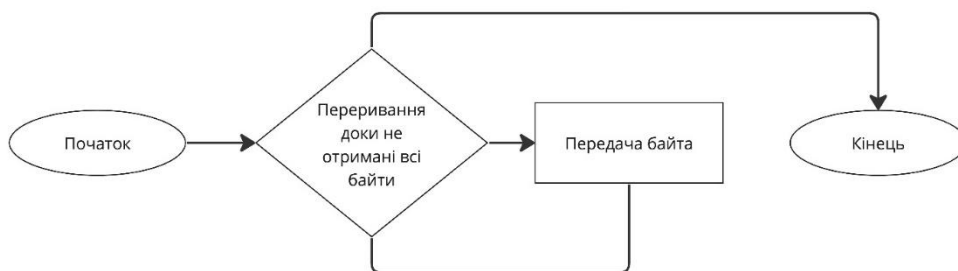 Початок
Переривання
доки не
отримані всі
байти
Передача байта
Кінець